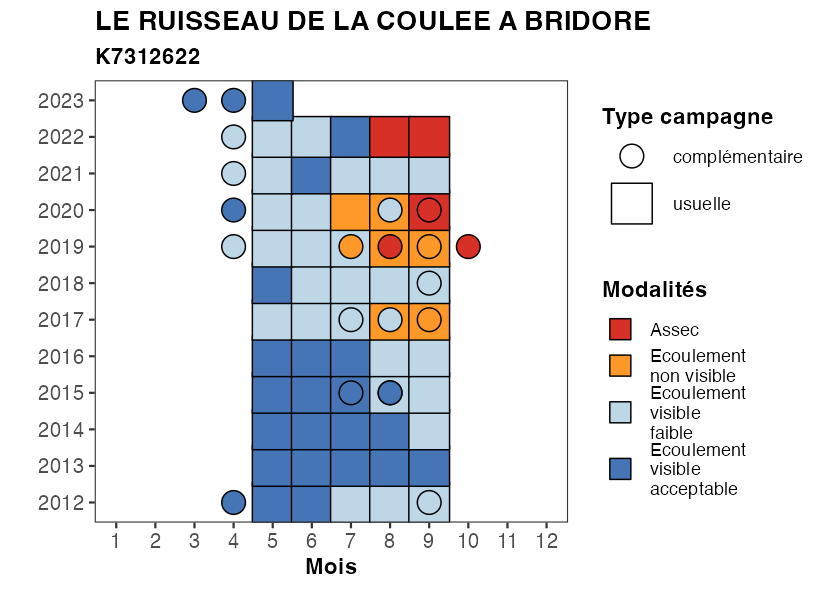 LE RUISSEAU DE LA COULEE A BRIDORE
K7312622
2023
2022
2021
2020
2019
2018
2017
2016
2015
2014
2013
2012
1 2 3 4 5 6 7 8 9 10 11 12
Mois
Type campagne
complémentaire
usuelle
Modalités
Assec
Ecoulement
non visible
Ecoulement
visible
faible
Ecoulement
visible
acceptable